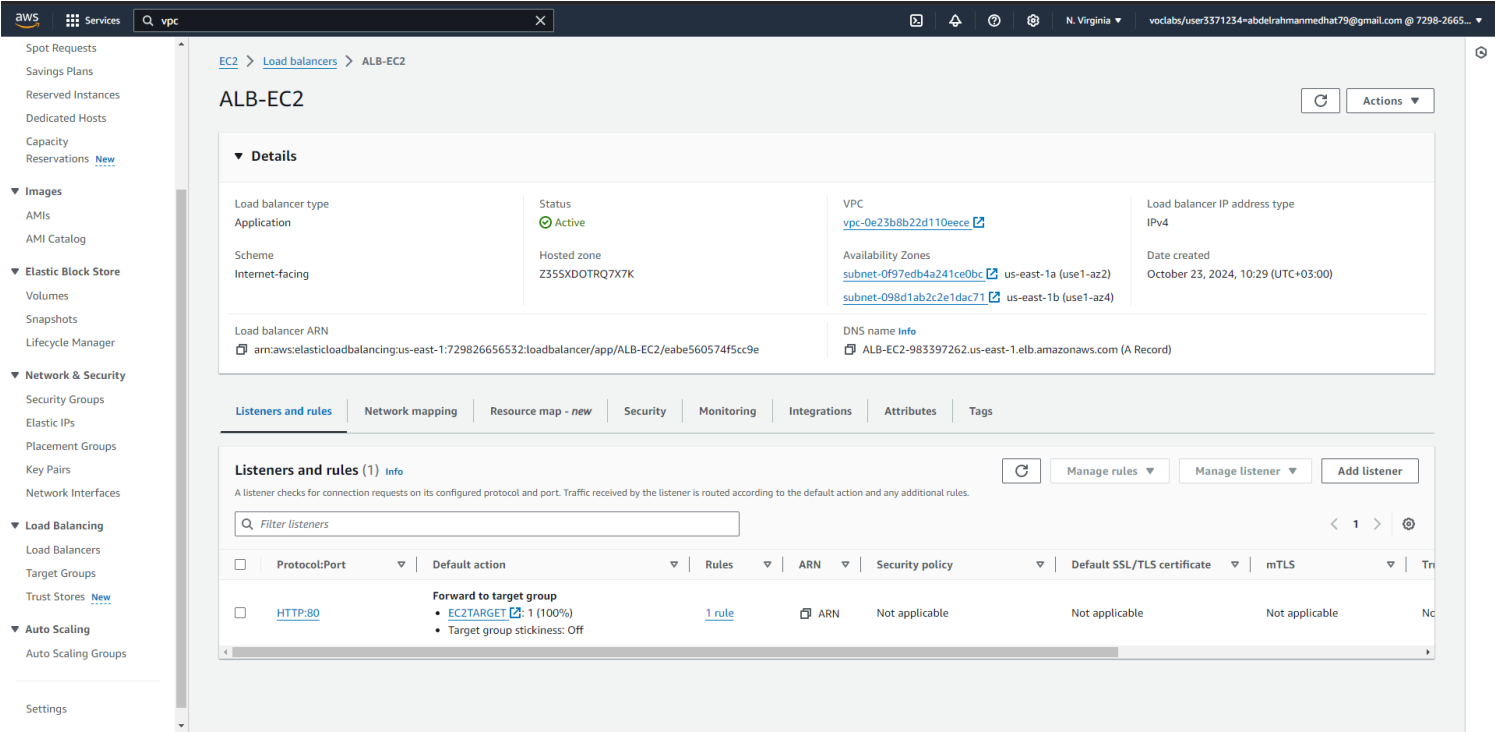 aws Services vpc N. Virginia voclabs/user3371234=abdelrahmanmedhat79@gmail.com @ 7298-2665...
Spot Requests
Savings Plans
Reserved Instances
Dedicated Hosts
Capacity
Reservations New
Images
AMIs
AMI Catalog
Elastic Block Store
Volumes
Snapshots
Lifecycle Manager
Network & Security
Security Groups
Elastic IPs
Placement Groups
Key Pairs
Network Interfaces
Load Balancing
Load Balancers
Target Groups
Trust Stores New
Auto Scaling
Auto Scaling Groups
Settings
EC2 Load balancers ALB-EC2
ALB-EC2
Actions
Details
Load balancer type
Application
Status
Active
VPC
vpc-0e23b8b22d110eece
Load balancer IP address type
IPv4
Scheme
Internet-facing
Hosted zone
Z35SXDOTRQ7X7K
Availability Zones
subnet-0f97edb4a241ce0bc us-east-1a (use1-az2)
subnet-098d1ab2c2e1dac71 us-east-1b (use1-az4)
Date created
October 23, 2024, 10:29 (UTC+03:00)
Load balancer ARN
arn:aws:elasticloadbalancing:us-east-1:729826656532:loadbalancer/app/ALB-EC2/eabe560574f5cc9e
DNS name Info
ALB-EC2-983397262.us-east-1.elb.amazonaws.com (A Record)
Listeners and rules Network mapping Resource map - new Security Monitoring Integrations Attributes Tags
Listeners and rules (1) Info
Manage rules Manage listener Add listener
A listener checks for connection requests on its configured protocol and port. Traffic received by the listener is routed according to the default action and any additional rules.
Filter listeners
1
Protocol:Port Default action Rules ARN Security policy Default SSL/TLS certificate mTLS Tru
Forward to target group
HTTP:80 EC2TARGET : 1 (100%) 1 rule ARN Not applicable Not applicable Not applicable No
Target group stickiness: Off